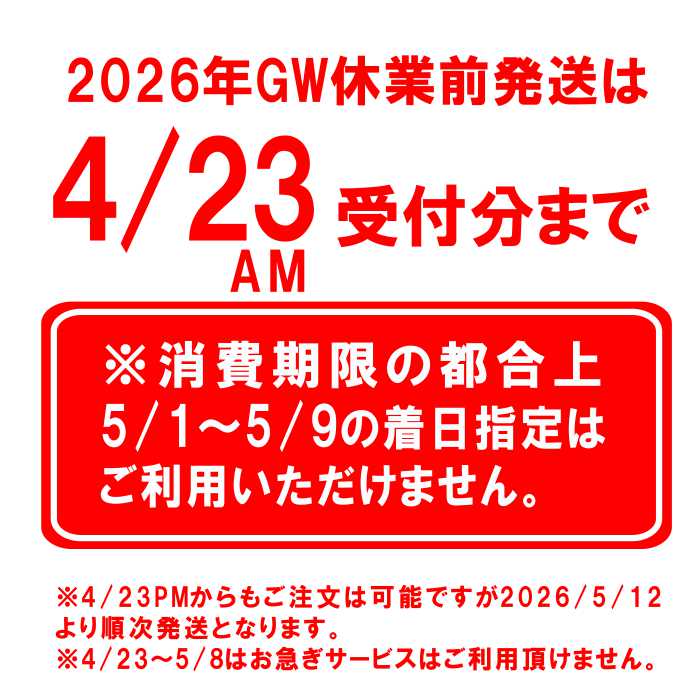 2026年GW休業前発送は
4/23
AM
受付分まで
※消費期限の都合上
5/1〜5/9の着日指定は
ご利用いただけません。
※4/23PMからもご注文は可能ですが2026/5/12
より順次発送となります。
※4/23〜5/8はお急ぎサービスはご利用頂けません。